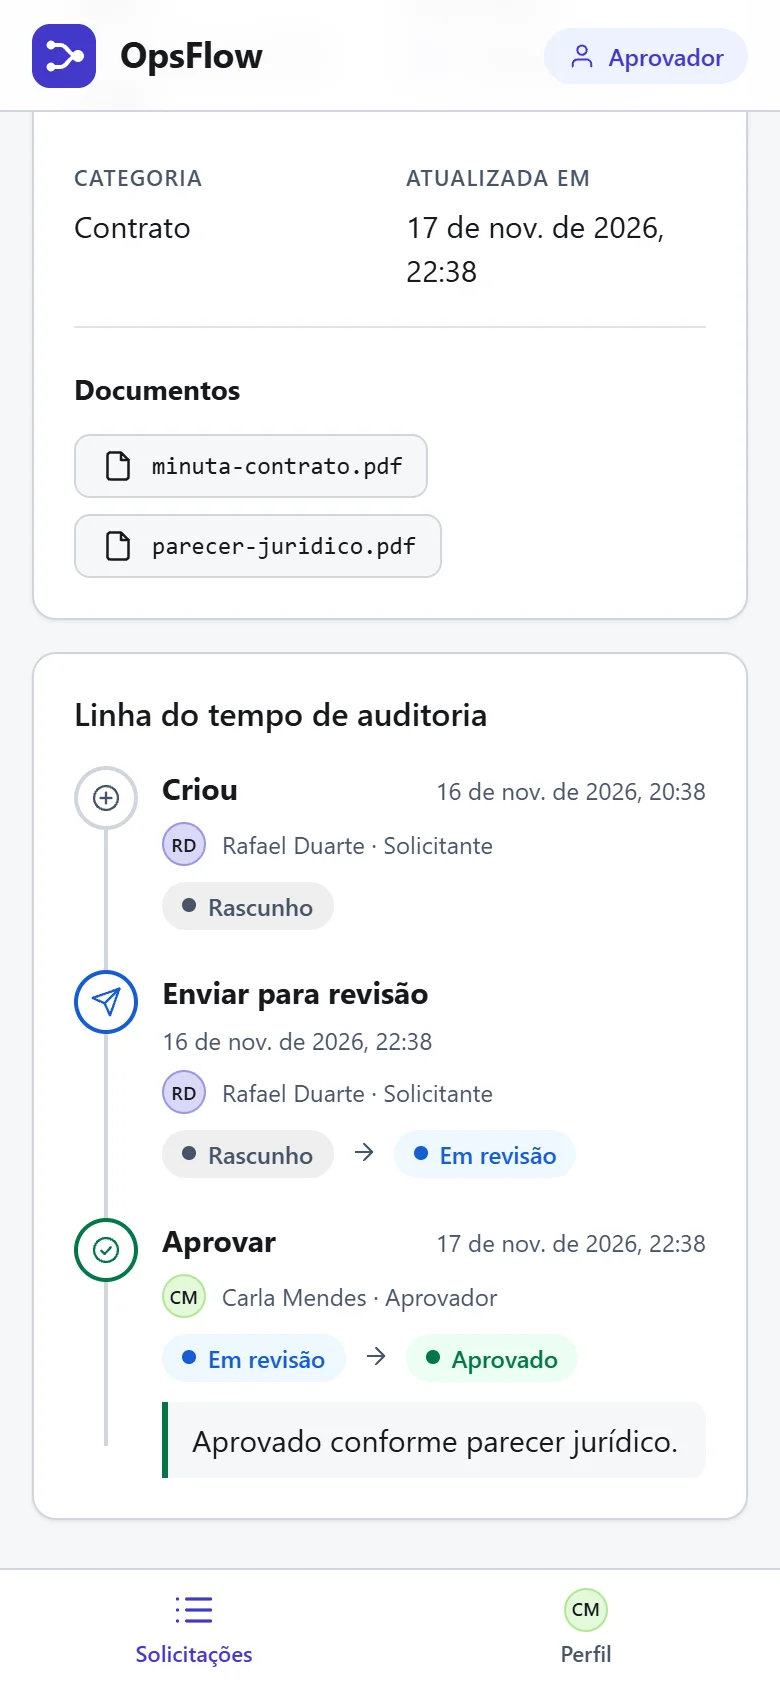 OpsFlow
Aprovador
CATEGORIA
ATUALIZADA EM
Contrato
17 de nov. de 2026,
22:38
Documentos
minuta-contrato.pdf
parecer-juridico.pdf
Linha do tempo de auditoria
Criou
16 de nov. de 2026, 20:38
RD
Rafael Duarte · Solicitante
Rascunho
Enviar para revisão
16 de nov. de 2026, 22:38
RD
Rafael Duarte · Solicitante
Rascunho → Em revisão
Aprovar
17 de nov. de 2026, 22:38
CM
Carla Mendes · Aprovador
Em revisão → Aprovado
Aprovado conforme parecer jurídico.
Solicitações
CM
Perfil